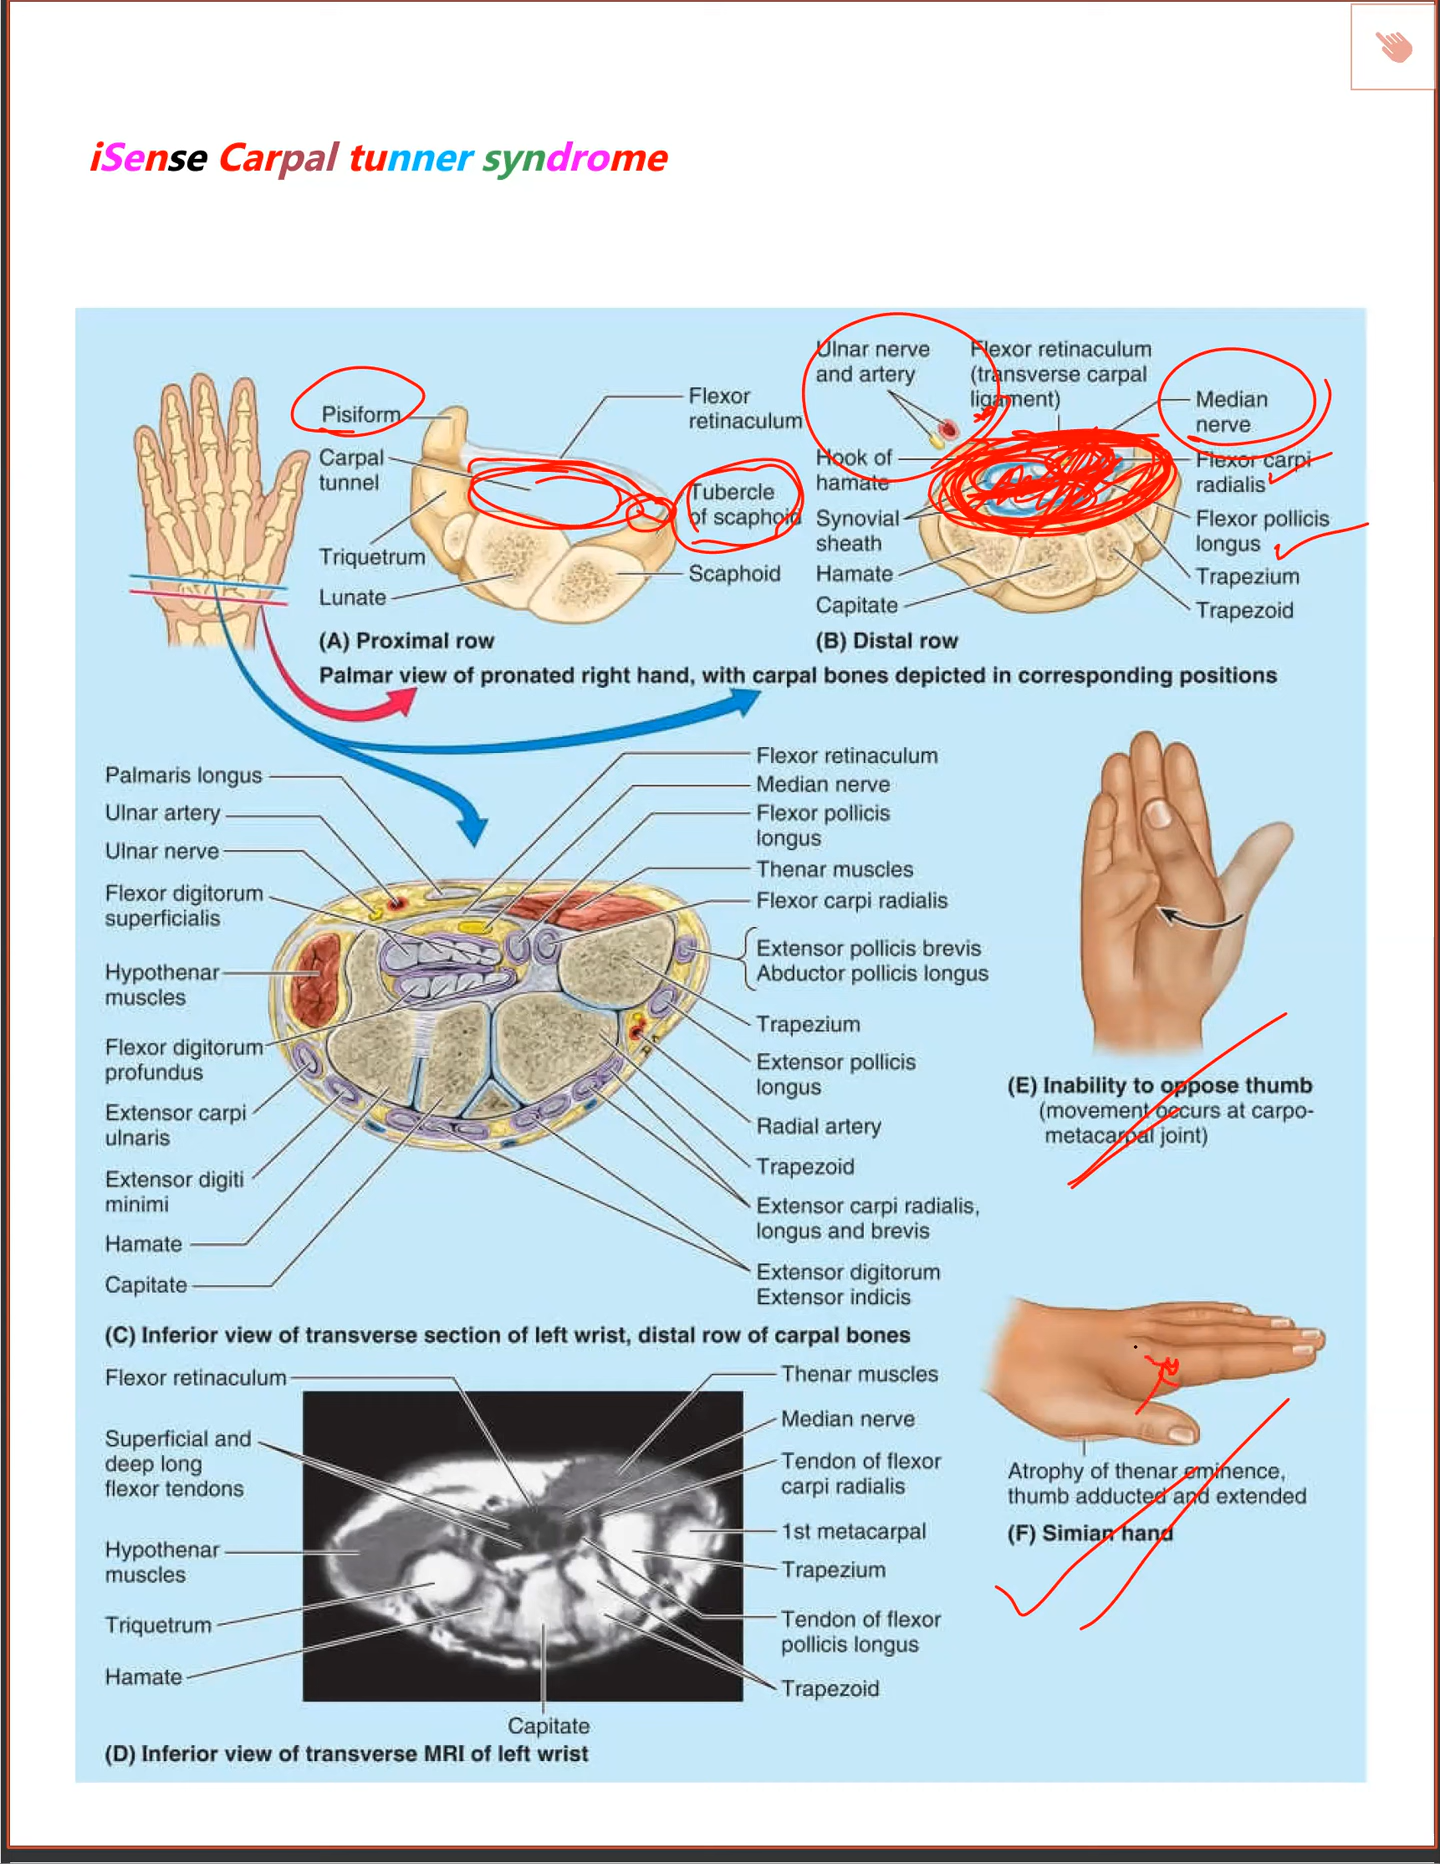 iSense Carpal tunner syndrome
Pisiform
Carpal
tunnel
Triquetrum
Lunate
Flexor
retinaculum
Tubercle
of scaphoid
Scaphoid
(A) Proximal row
Ulnar nerve
and artery
Flexor retinaculum
(transverse carpal
ligament)
Median
nerve
Hook of
hamate
Synovial
sheath
Hamate
Capitate
Flexor carpi
radialis
Flexor pollicis
longus
Trapezium
Trapezoid
(B) Distal row
Palmar view of pronated right hand, with carpal bones depicted in corresponding positions
Palmaris longus
Ulnar artery
Ulnar nerve
Flexor digitorum
superficialis
Hypothenar
muscles
Flexor digitorum
profundus
Extensor carpi
ulnaris
Extensor digiti
minimi
Hamate
Capitate
Flexor retinaculum
Median nerve
Flexor pollicis
longus
Thenar muscles
Flexor carpi radialis
Extensor pollicis brevis
Abductor pollicis longus
Trapezium
Extensor pollicis
longus
Radial artery
Trapezoid
Extensor carpi radialis,
longus and brevis
Extensor digitorum
Extensor indicis
(C) Inferior view of transverse section of left wrist, distal row of carpal bones
(E) Inability to oppose thumb
(movement occurs at carpo-
metacarpal joint)
Flexor retinaculum
Superficial and
deep long
flexor tendons
Hypothenar
muscles
Triquetrum
Hamate
Capitate
Thenar muscles
Median nerve
Tendon of flexor
carpi radialis
1st metacarpal
Trapezium
Tendon of flexor
pollicis longus
Trapezoid
(D) Inferior view of transverse MRI of left wrist
Atrophy of thenar eminence,
thumb adducted and extended
(F) Simian hand